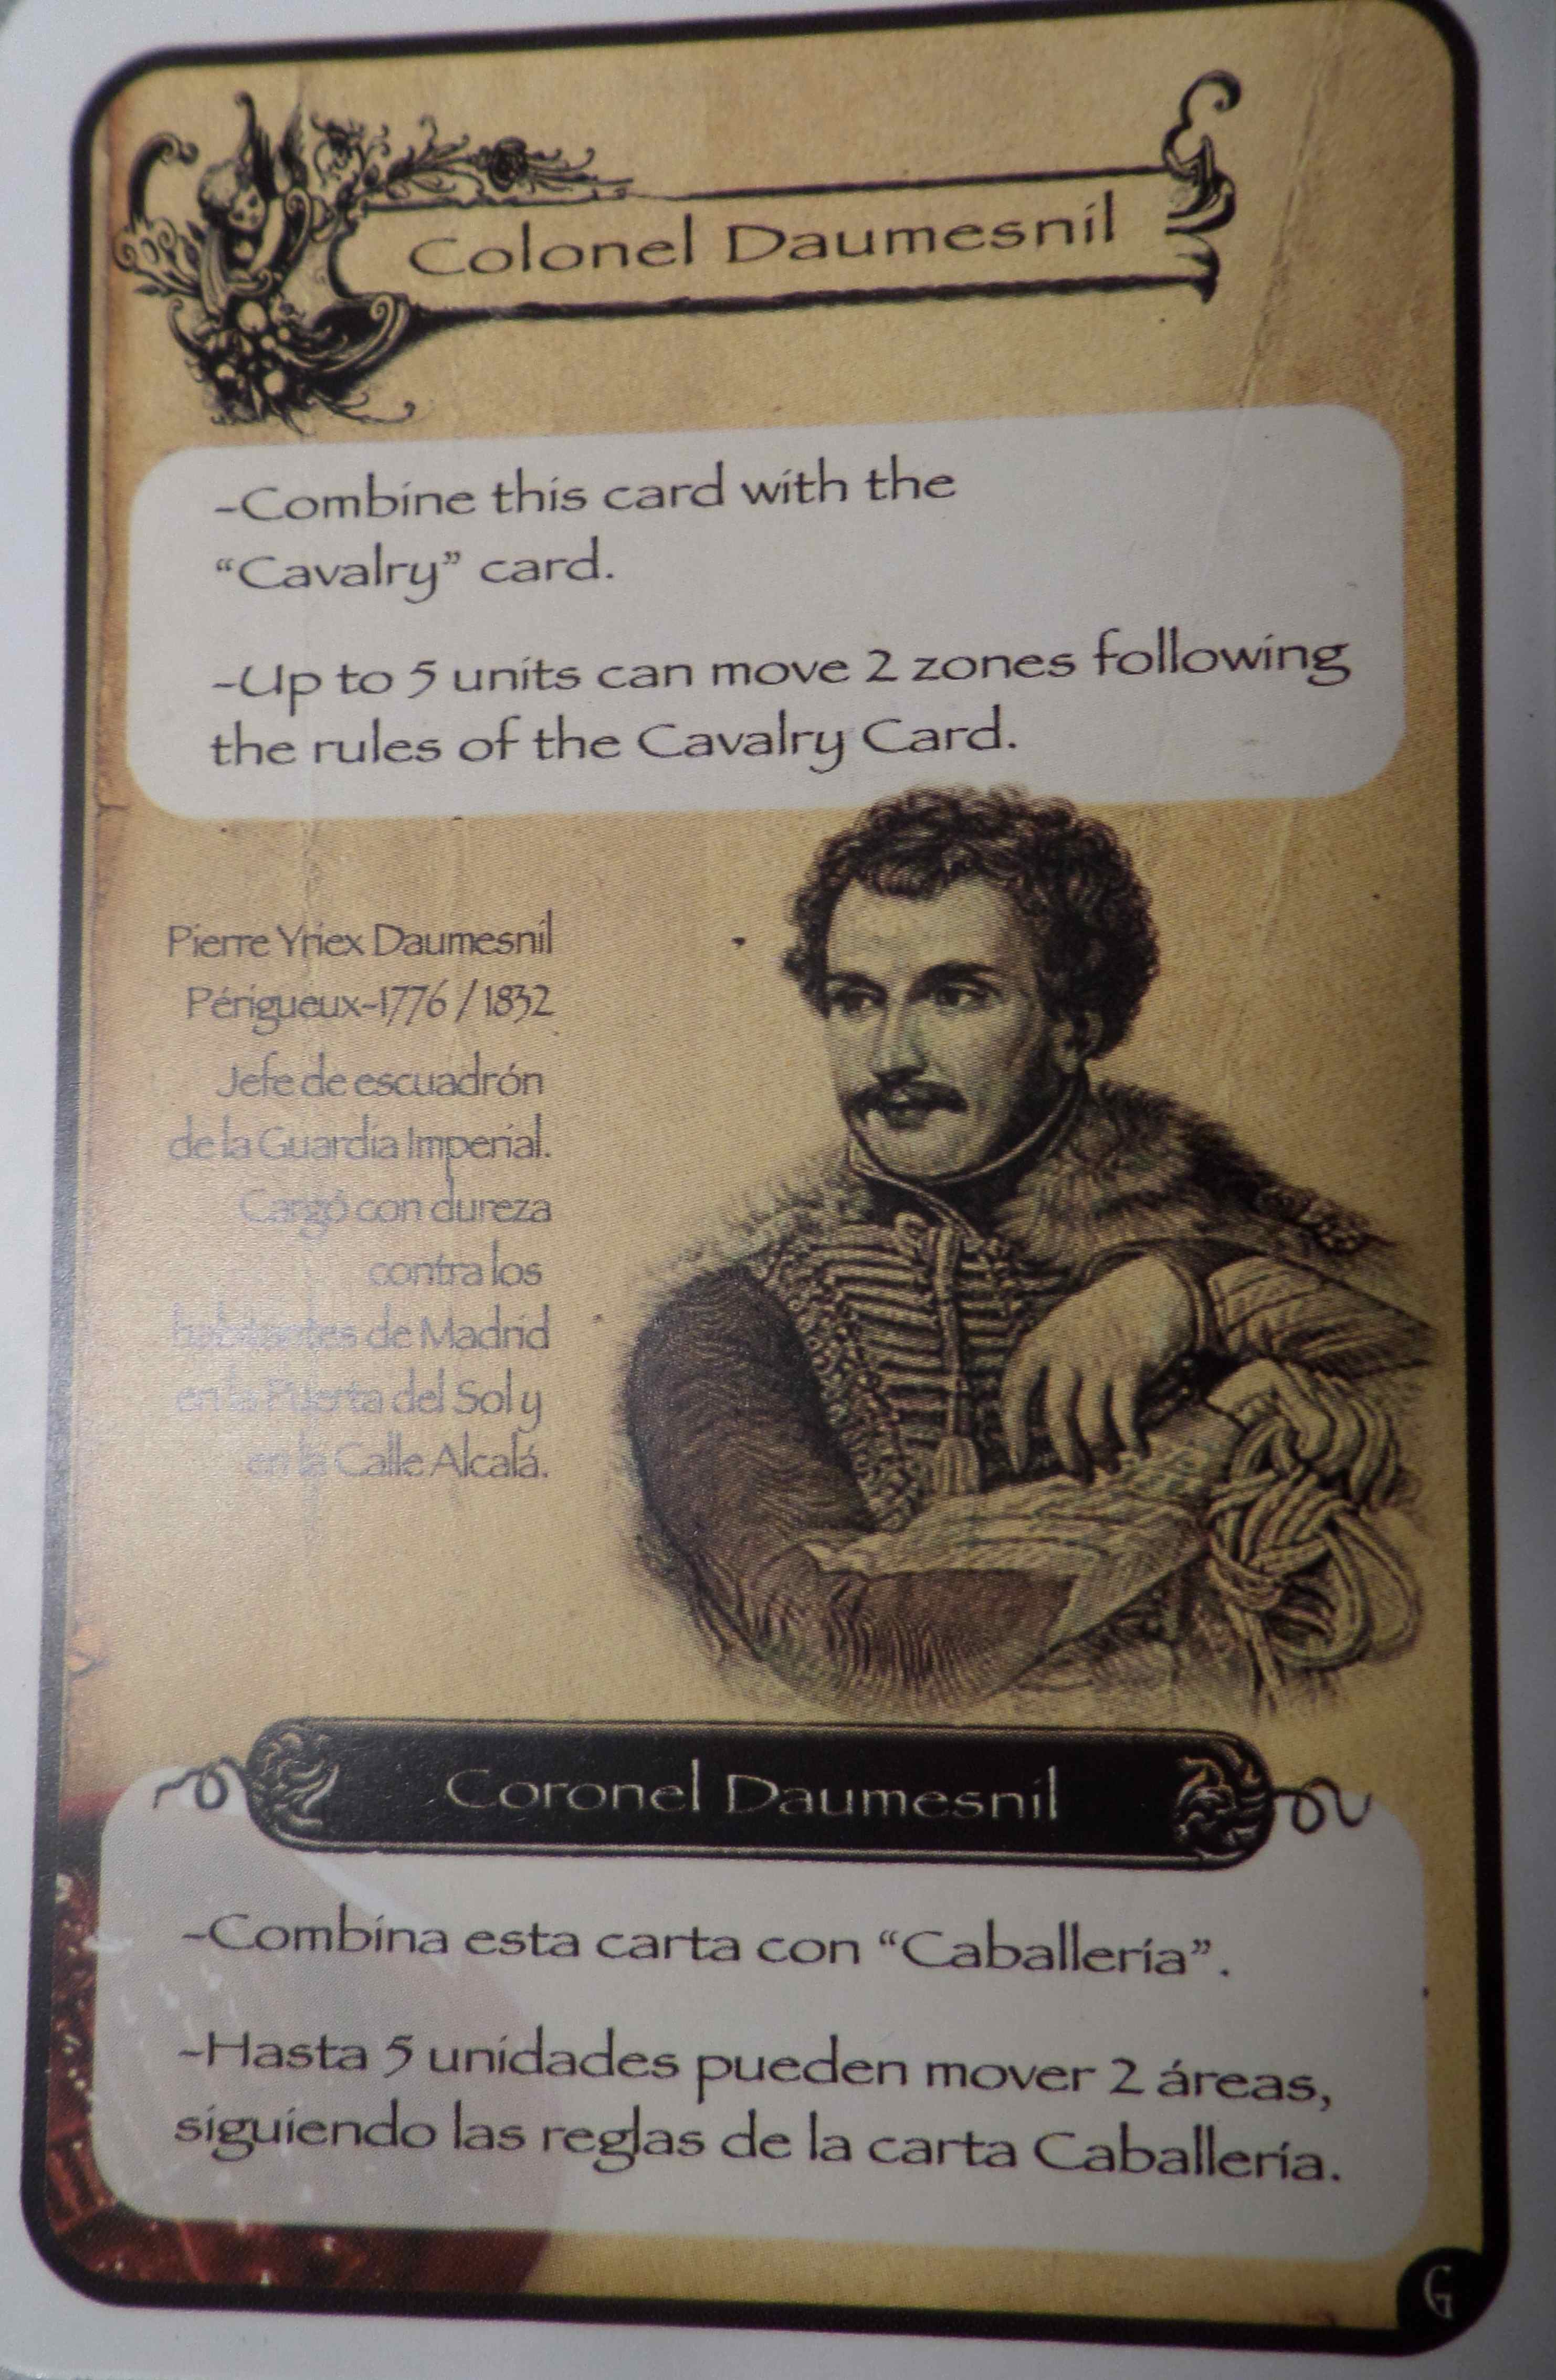 Colonel Daumesnil
-Combine this card with the
“Cavalry” card.
-Up to 5 units can move 2 zones following
the rules of the Cavalry Card.
Pierre Yriex Daumesnil
Périgueux-1776 / 1832
Jefe de escuadrón
de la Guardia Imperial.
Cargó con dureza
contra los
habitantes de Madrid
en la Puerta del Sol y
en la Calle Alcalá.
Coronel Daumesnil
-Combina esta carta con “Caballería”.
-Hasta 5 unidades pueden mover 2 áreas,
siguiendo las reglas de la carta Caballería.
G